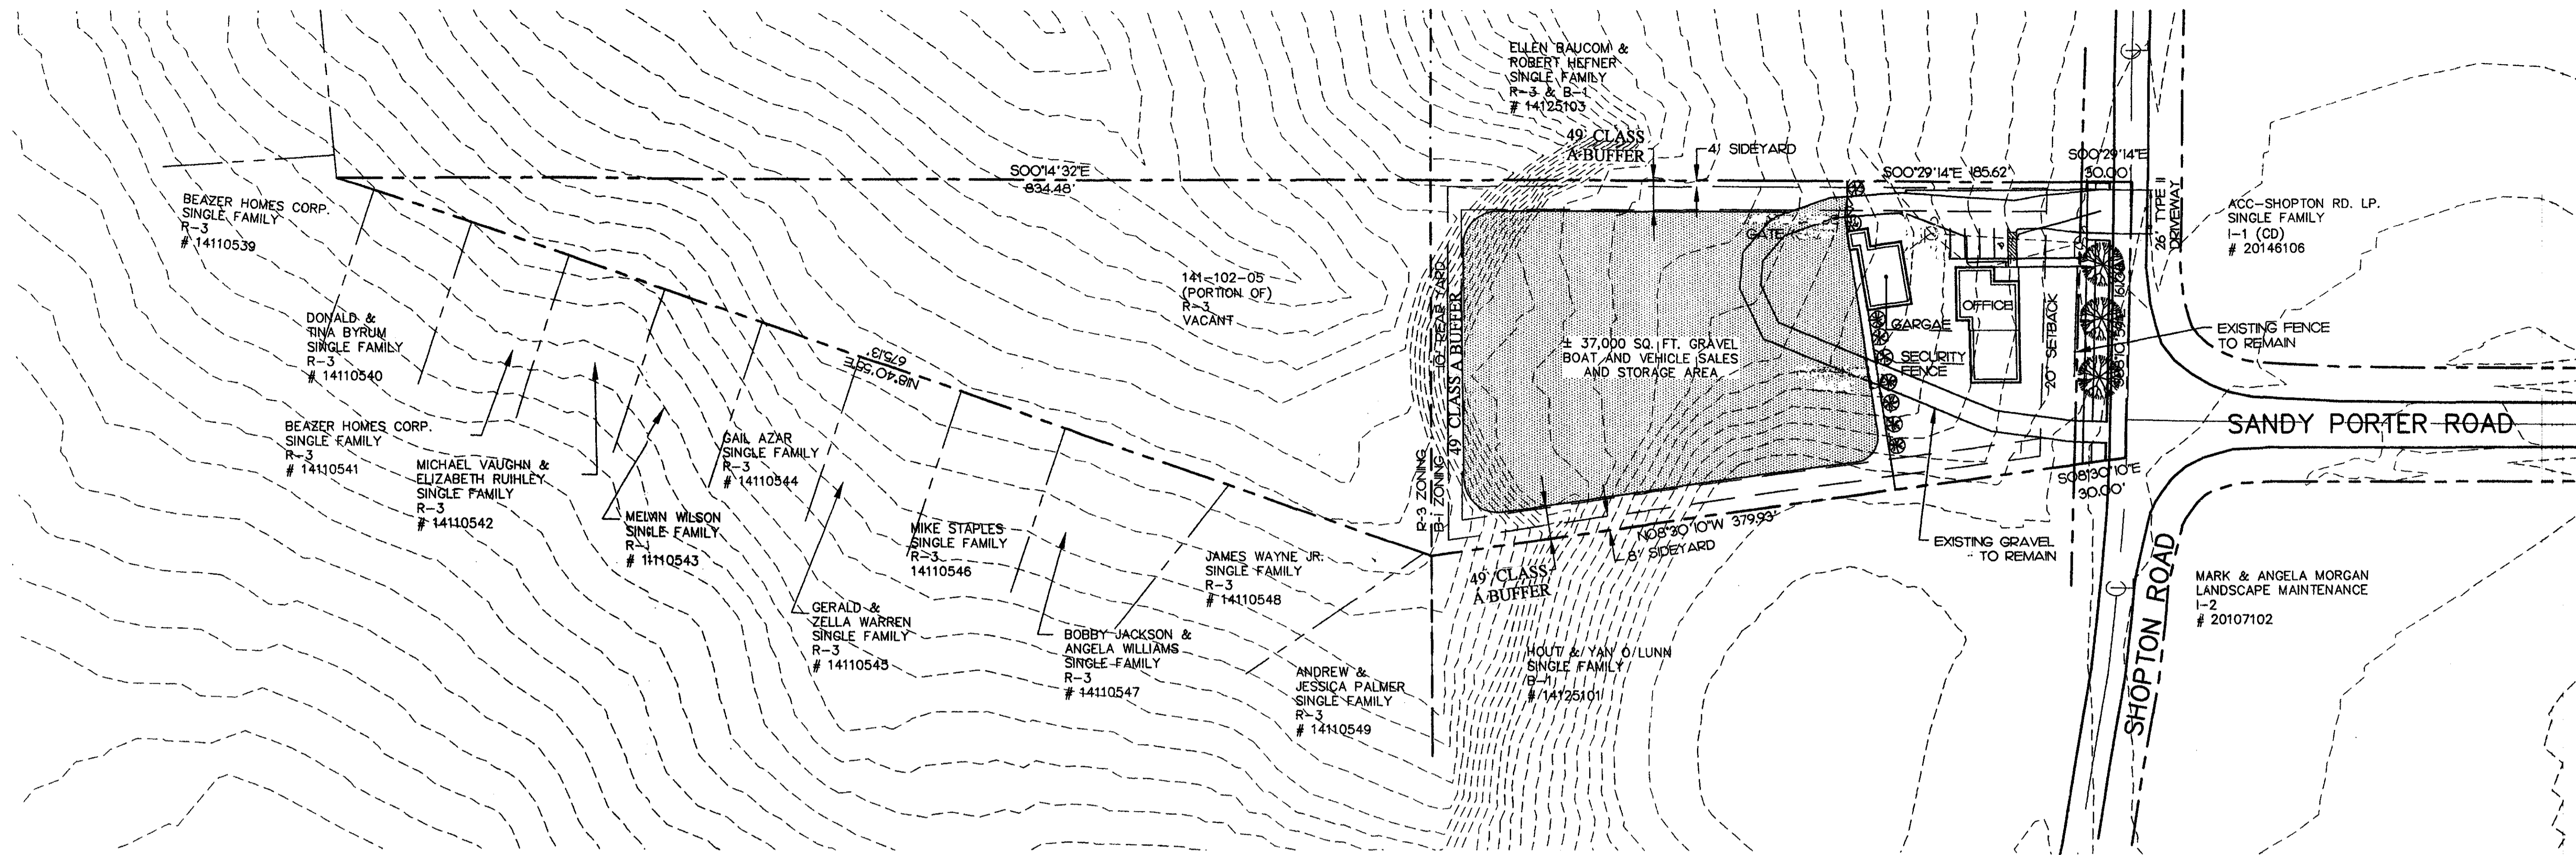 ELLEN BAUCOM &
ROBERT HEFNER
SINGLE FAMILY
R-3 & B-1
# 14125103
49' CLASS
A BUFFER
4' SIDEYARD
S00°14'32"E
834.48'
S00°29'14"E 185.62'
S00°29'14"E
30.00'
26' TYPE II
DRIVEWAY
ACC-SHOPTON RD. LP.
SINGLE FAMILY
I-1 (CD)
# 20146106
BEAZER HOMES CORP.
SINGLE FAMILY
R-3
# 14110539
DONALD &
TINA BYRUM
SINGLE FAMILY
R-3
# 14110540
BEAZER HOMES CORP.
SINGLE FAMILY
R-3
# 14110541
MICHAEL VAUGHN &
ELIZABETH RUIHLEY
SINGLE FAMILY
R-3
# 14110542
MELVIN WILSON
SINGLE FAMILY
# 11110543
GAIL AZAR
SINGLE FAMILY
R-3
# 14110544
N18°40'58"E
675.13'
GERALD &
ZELLA WARREN
SINGLE FAMILY
R-3
# 14110545
MIKE STAPLES
SINGLE FAMILY
R-3
14110546
BOBBY JACKSON &
ANGELA WILLIAMS
SINGLE FAMILY
R-3
# 14110547
JAMES WAYNE JR.
SINGLE FAMILY
R-3
# 14110548
ANDREW &
JESSICA PALMER
SINGLE FAMILY
R-3
# 14110549
141-102-05
(PORTION OF)
R-3
VACANT
10' REAR YARD
49' CLASS A BUFFER
R-3 ZONING
B-1 ZONING
± 37,000 SQ. FT. GRAVEL
BOAT AND VEHICLE SALES
AND STORAGE AREA
GATE
GARGAE
SECURITY
FENCE
OFFICE
20' SETBACK
EXISTING FENCE
TO REMAIN
SANDY PORTER ROAD
S08°30'10"E
30.00'
N08°30'10"W 379.93'
8' SIDEYARD
49' CLASS
A BUFFER
EXISTING GRAVEL
TO REMAIN
HOUT & YAN O LUNN
SINGLE FAMILY
B-1
# 14125101
SHOPTON ROAD
MARK & ANGELA MORGAN
LANDSCAPE MAINTENANCE
I-2
# 20107102